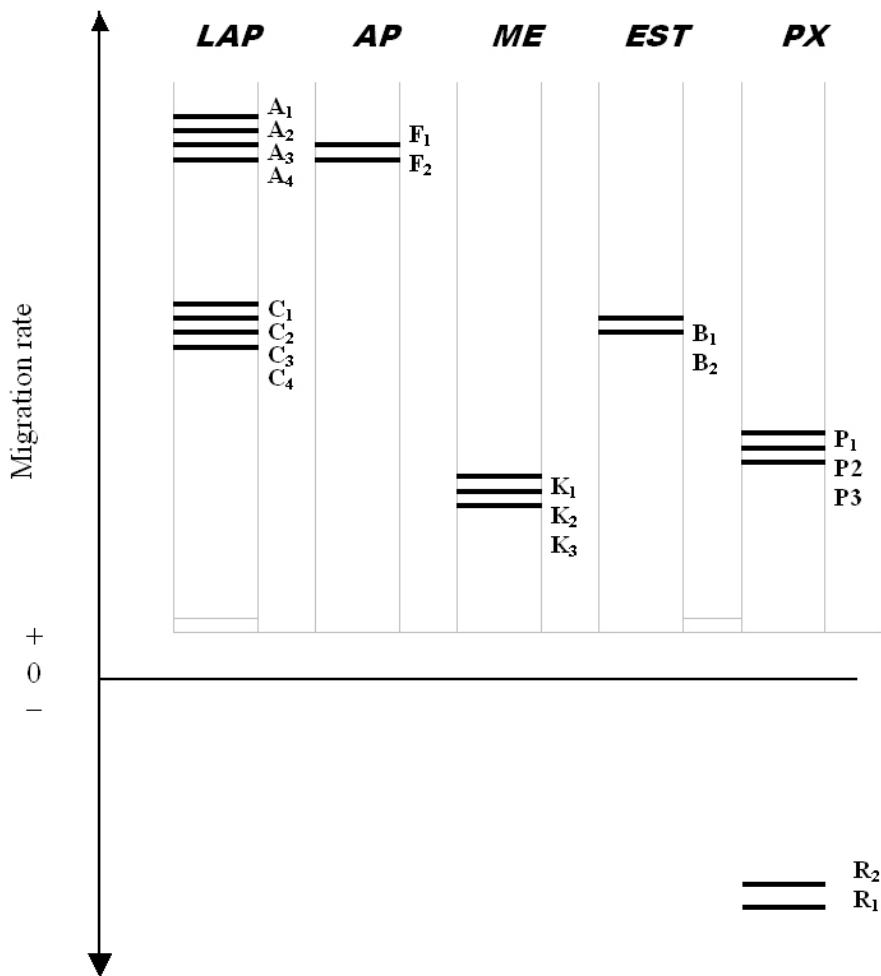 LAP AP ME EST PX
A₁
A₂ F₁
A₃ F₂
A₄
C₁
C₂ B₁
C₃ B₂
C₄
P₁
P2
K₁ P3
K₂
K₃
Migration rate
+
0
–
R₂
R₁